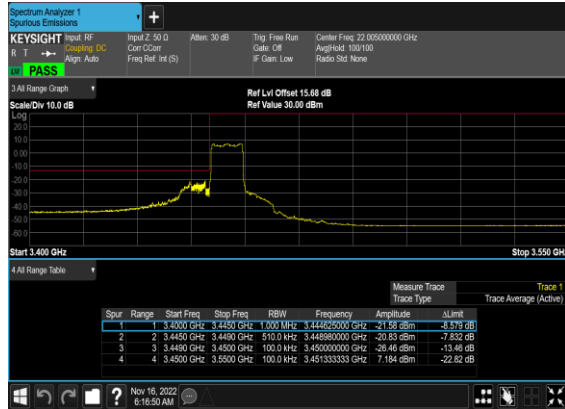 Spectrum Analyzer 1
Spurious Emissions
KEYSIGHT Input: RF Input Z: 50 Ω Atten: 30 dB Trig: Free Run Center Freq: 22.005000000 GHz
R T Coupling: DC Corr CCorr Gate: Off Avg|Hold: 100/100
Align: Auto Freq Ref: Int (S) IF Gain: Low Radio Std: None
LV PASS
3 All Range Graph
Ref Lvl Offset 15.68 dB
Scale/Div 10.0 dB Ref Value 30.00 dBm
Log
20.0
10.0
0.00
-10.0
-20.0
-30.0
-40.0
-50.0
-60.0
Start 3.400 GHz Stop 3.550 GH
4 All Range Table
Measure Trace Trace 1
Trace Type Trace Average (Active)
Spur Range Start Freq Stop Freq RBW Frequency Amplitude ΔLimit
1 1 3.4000 GHz 3.4450 GHz 1.000 MHz 3.444625000 GHz -21.58 dBm -8.579 dB
2 2 3.4450 GHz 3.4490 GHz 510.0 kHz 3.448980000 GHz -20.83 dBm -7.832 dB
3 3 3.4490 GHz 3.4500 GHz 100.0 kHz 3.450000000 GHz -26.46 dBm -13.46 dB
4 4 3.4500 GHz 3.5500 GHz 100.0 kHz 3.451333333 GHz 7.184 dBm -22.82 dB
Nov 16, 2022
6:16:50 AM